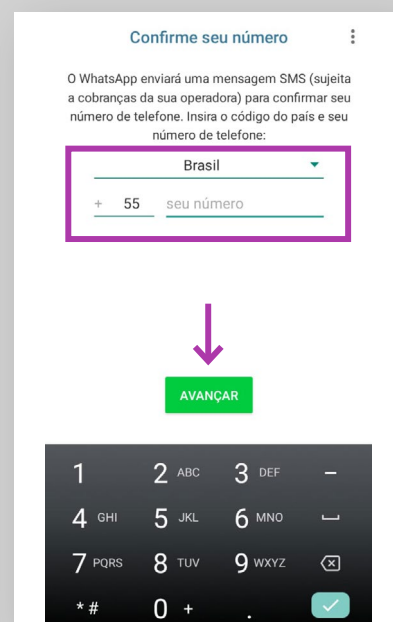 Confirme seu número
O WhatsApp enviará uma mensagem SMS (sujeita
a cobranças da sua operadora) para confirmar seu
número de telefone. Insira o código do país e seu
número de telefone:
Brasil
+ 55 seu número
AVANÇAR
1 2 ABC 3 DEF –
4 GHI 5 JKL 6 MNO
7 PQRS 8 TUV 9 WXYZ
* # 0 + .